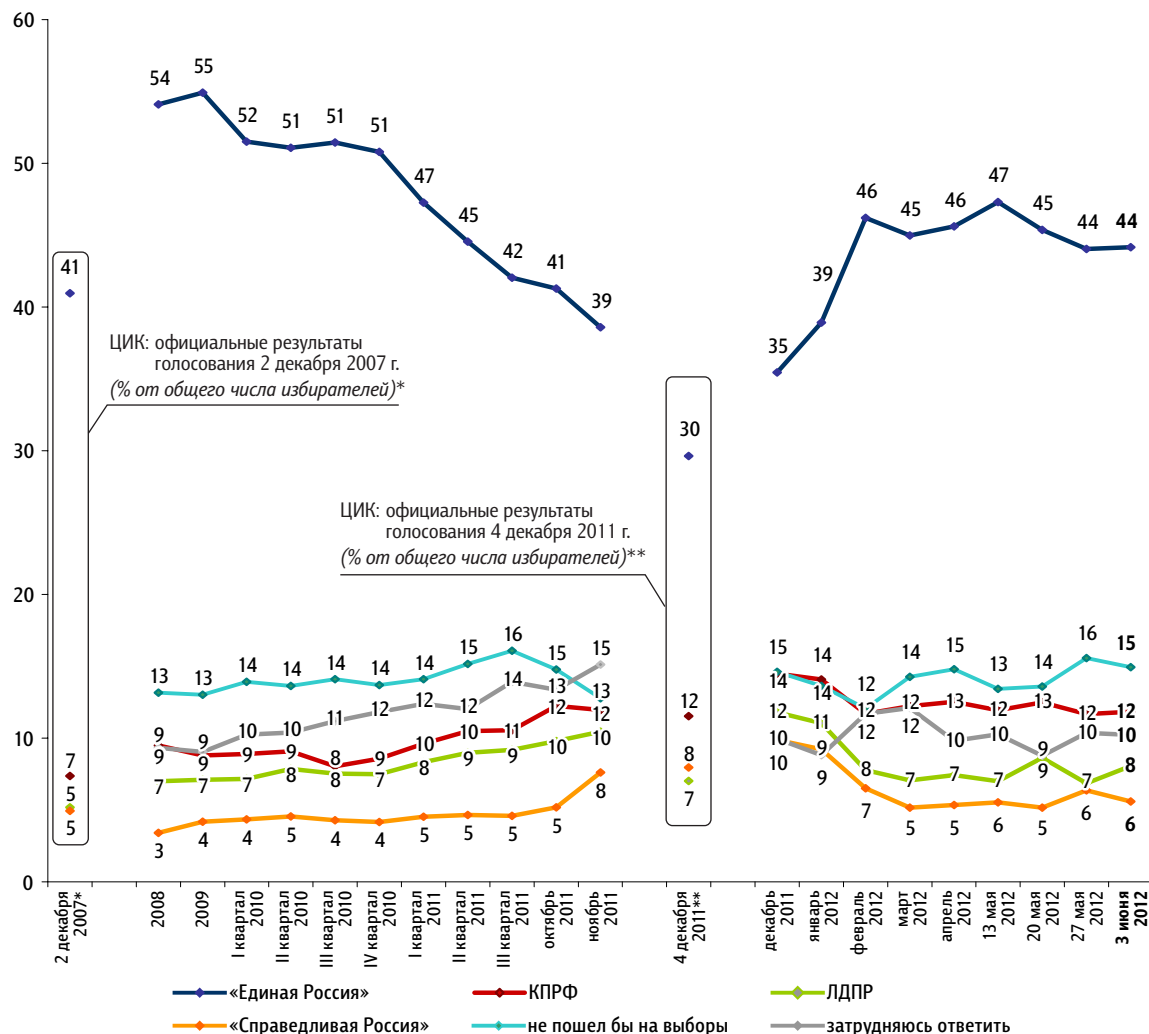 60
50
40
30
20
10
0
54 55 52 51 51 51 47 45 42 41 39
35 39 46 45 46 47 45 44 44
41
7
5
5
30
12
8
7
ЦИК: официальные результаты
голосования 2 декабря 2007 г.
(% от общего числа избирателей)*
ЦИК: официальные результаты
голосования 4 декабря 2011 г.
(% от общего числа избирателей)**
13 13 14 14 14 14 14 15 16 15 13
9 9 10 10 11 12 12 12 14 13 15
9 9 9 9 8 9 10 10 11 12 12
7 7 7 8 8 7 8 9 9 10 10
3 4 4 5 4 4 5 5 5 5 8
15 14 12 14 15 13 14 16 15
14 14 12 12 13 12 13 12 12
12 11 8 7 7 7 9 7 8
10 9 12 12 10 10 9 10 10
10 9 7 5 5 6 5 6 6
2 декабря
2007*
2008
2009
I квартал
2010
II квартал
2010
III квартал
2010
IV квартал
2010
I квартал
2011
II квартал
2011
III квартал
2011
октябрь
2011
ноябрь
2011
4 декабря
2011**
декабрь
2011
январь
2012
февраль
2012
март
2012
апрель
2012
13 мая
2012
20 мая
2012
27 мая
2012
3 июня
2012
«Единая Россия» КПРФ ЛДПР
«Справедливая Россия» не пошел бы на выборы затрудняюсь ответить